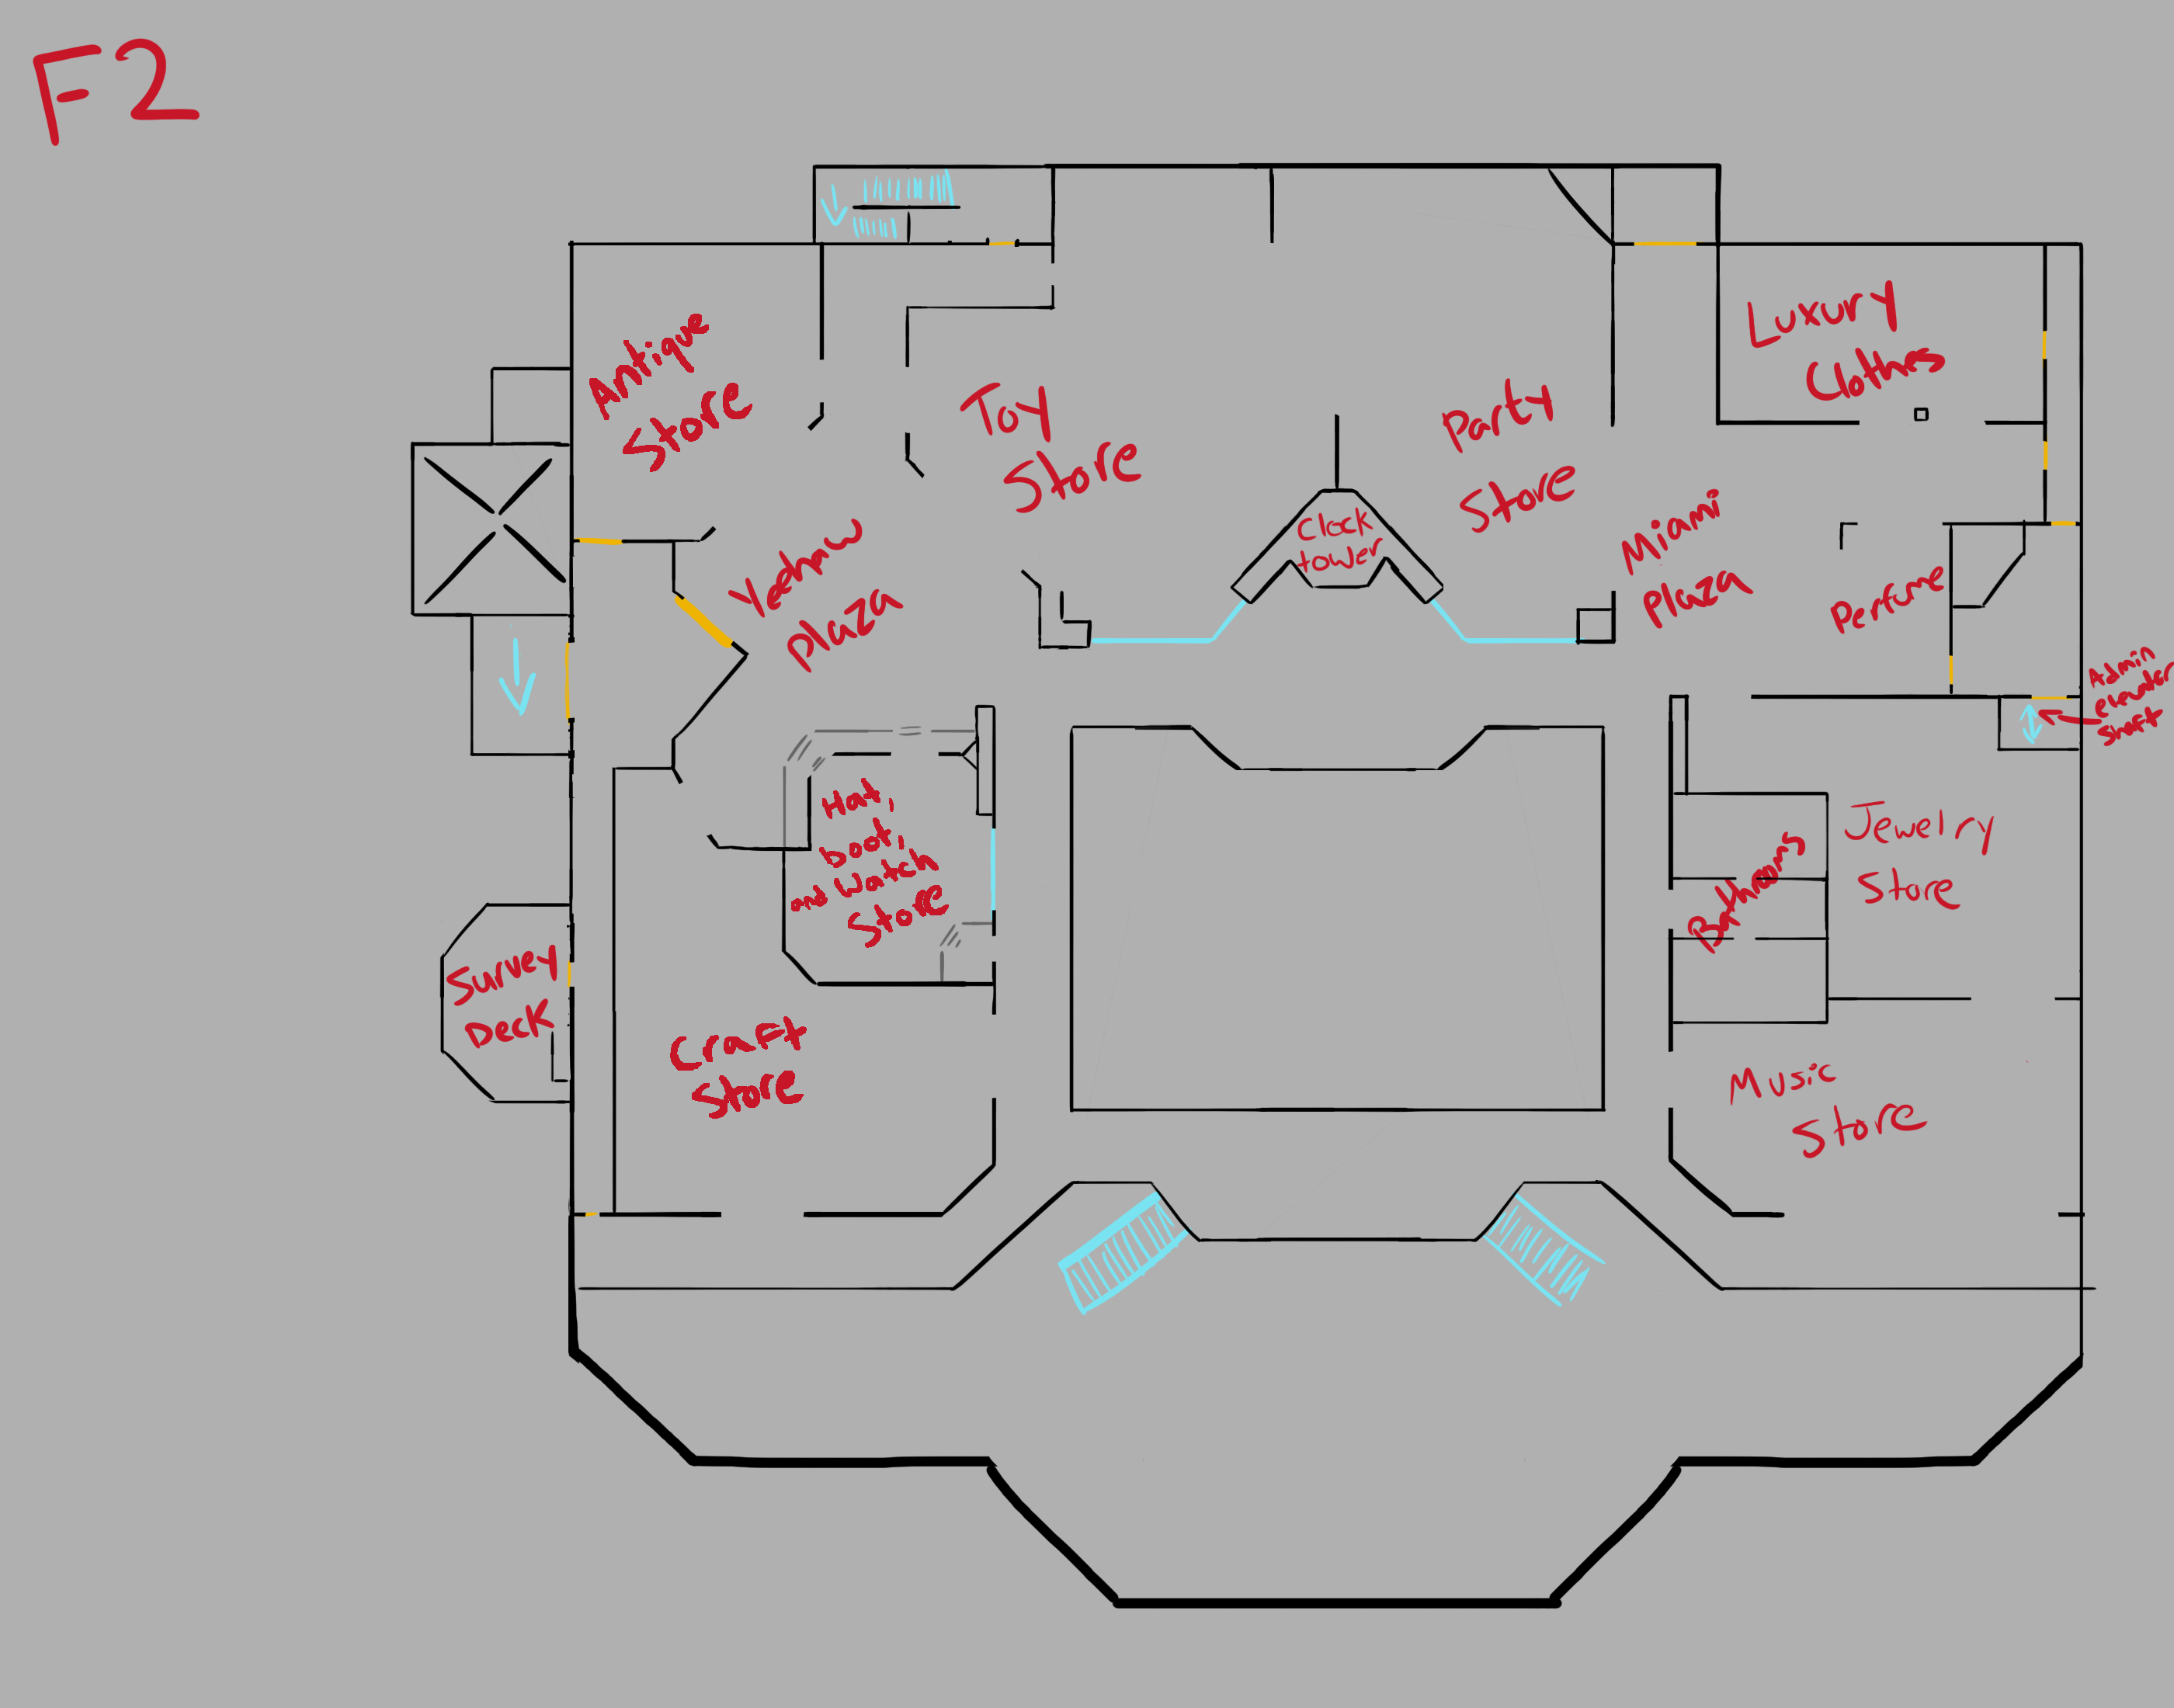 F2
Antique
Store
Toy
Store
Clock
tower
Party
Store
Luxury
Clothes
Miami
Plaza
Perfume
Admin
Elevator
Shaft
Plaza
Hat,
Boot,
and Watch
Store
Bathrooms
Jewelry
Store
Survey
Deck
Craft
Store
Music
Store